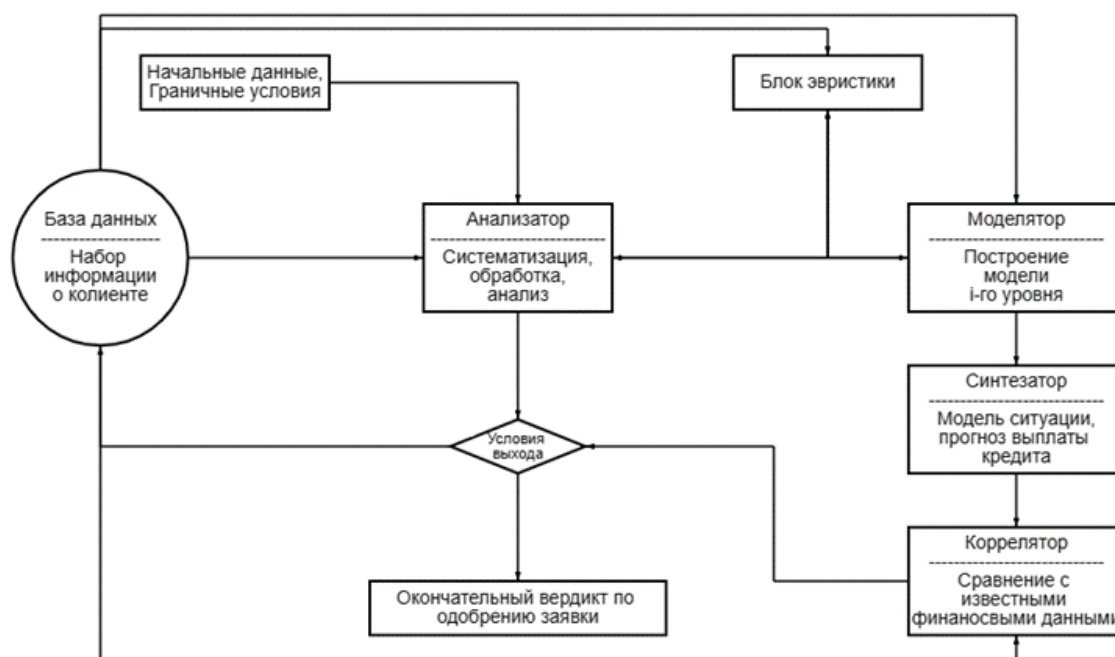 Начальные данные,
Граничные условия
Блок эвристики
База данных
Набор
информации
о колиенте
Анализатор
Систематизация,
обработка,
анализ
Моделятор
Построение
модели
i-го уровня
Синтезатор
Модель ситуации,
прогноз выплаты
кредита
Условия
выхода
Коррелятор
Сравнение с
известными
финаносвыми данными
Окончательный вердикт по
одобрению заявки